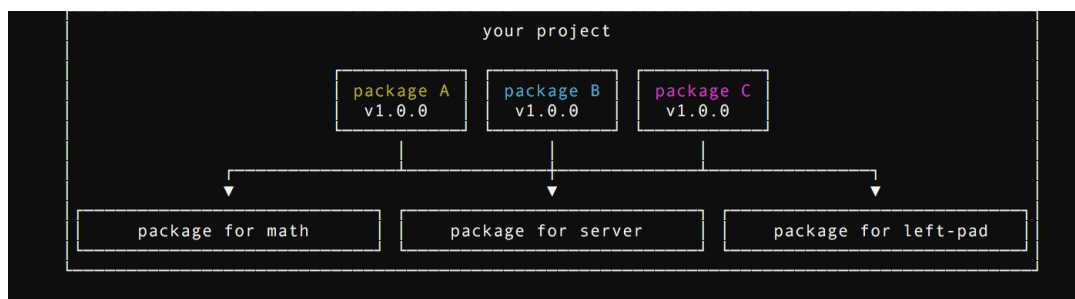 your project
package A package B package C
v1.0.0 v1.0.0 v1.0.0
package for math package for server package for left-pad